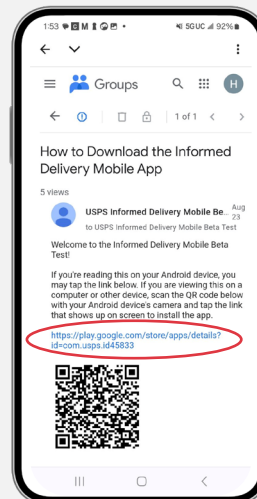 1:53
5GUC 92%
Groups
H
1 of 1
How to Download the Informed
Delivery Mobile App
5 views
USPS Informed Delivery Mobile Be... Aug
23
to USPS Informed Delivery Mobile Beta Test
Welcome to the Informed Delivery Mobile Beta
Test!
If you're reading this on your Android device, you
may tap the link below. If you are viewing this on a
computer or other device, scan the QR code below
with your Android device's camera and tap the link
that shows up on screen to install the app.
https://play.google.com/store/apps/details?
id=com.usps.id45833